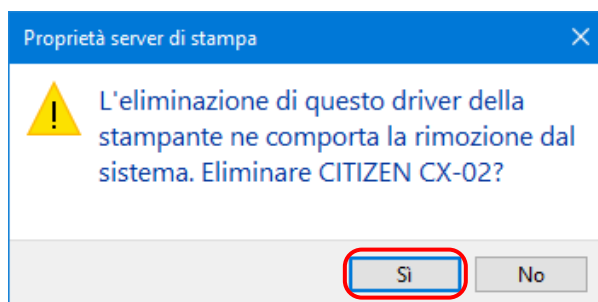 Proprietà server di stampa
L'eliminazione di questo driver della
stampante ne comporta la rimozione dal
sistema. Eliminare CITIZEN CX-02?
Sì
No